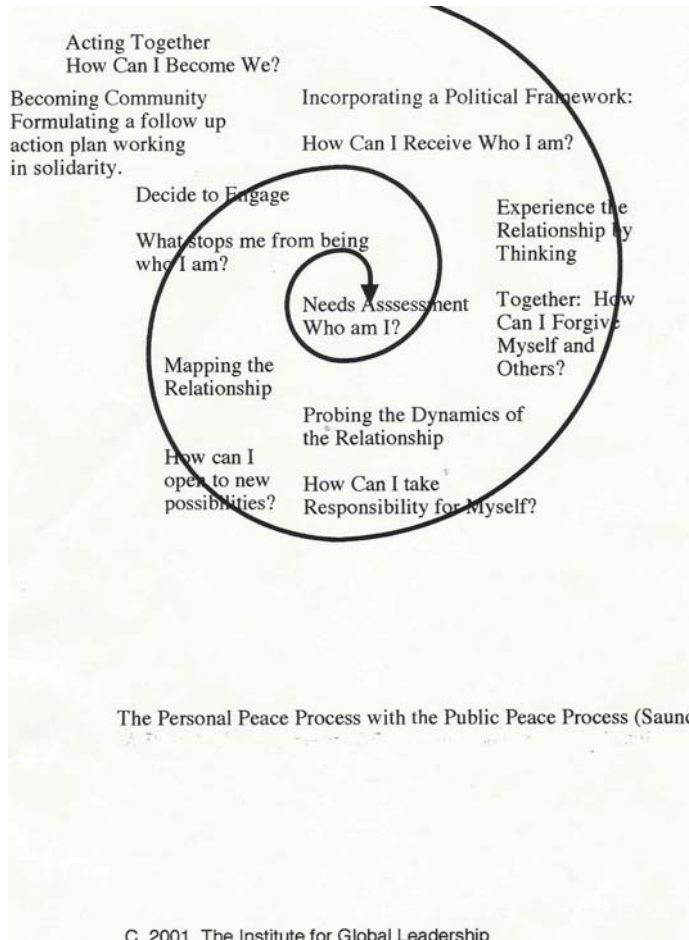 Acting Together
How Can I Become We?
Becoming Community
Formulating a follow up
action plan working
in solidarity.
Incorporating a Political Framework:
How Can I Receive Who I am?
Decide to Engage
What stops me from being
who I am?
Experience the
Relationship by
Thinking
Together: How
Can I Forgive
Myself and
Others?
Needs Asssessment
Who am I?
Mapping the
Relationship
How can I
open to new
possibilities?
Probing the Dynamics of
the Relationship
How Can I take
Responsibility for Myself?
The Personal Peace Process with the Public Peace Process (Saund
C 2001 The Institute for Global Leadership